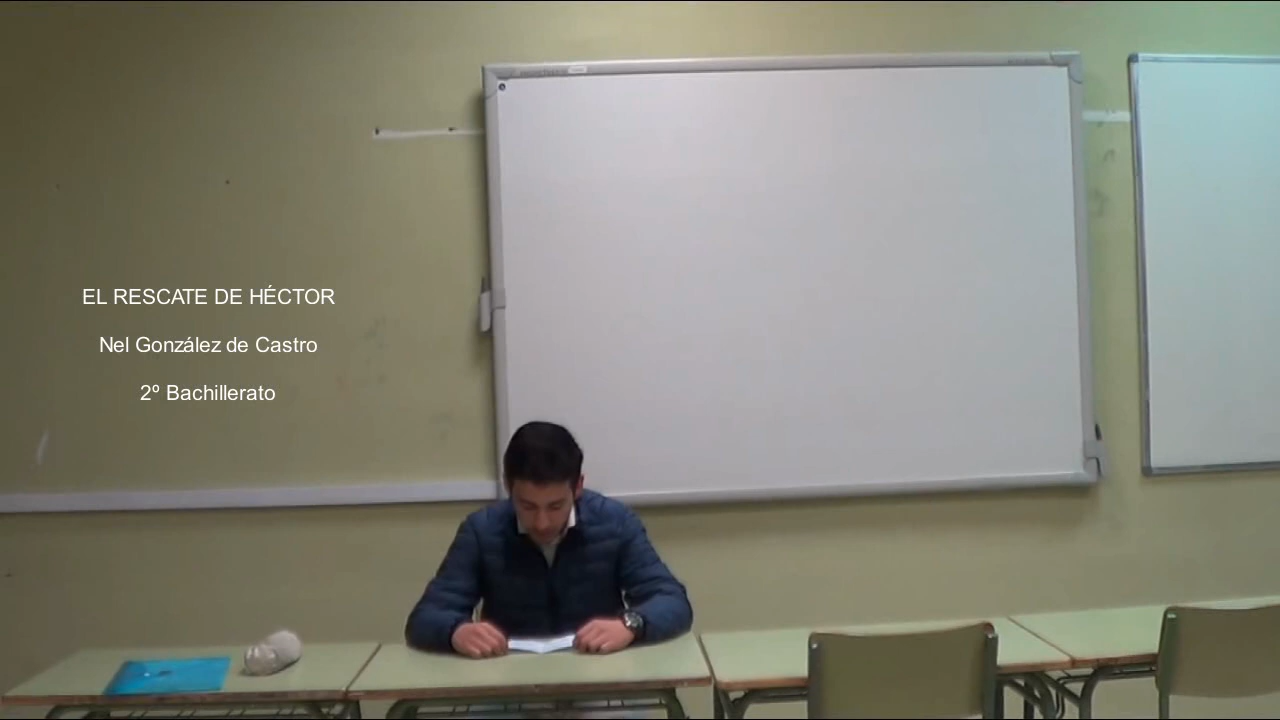 EL RESCATE DE HÉCTOR
Nel González de Castro
2º Bachillerato